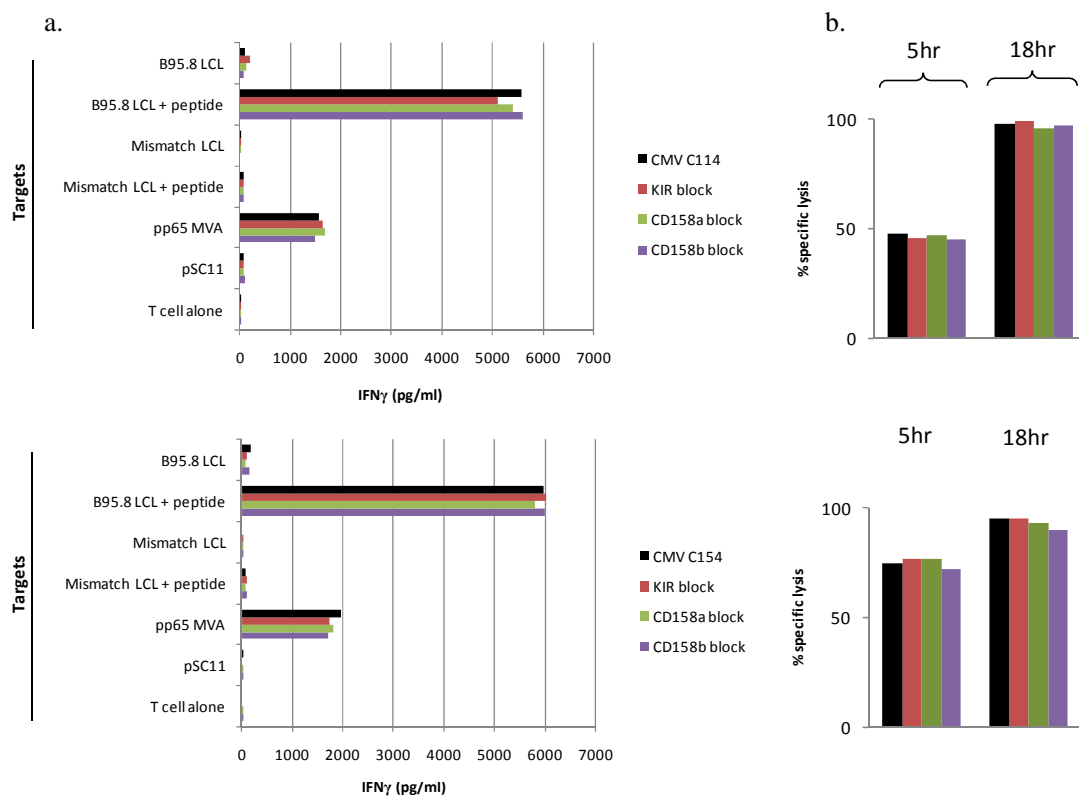 a.
Targets
B95.8 LCL
B95.8 LCL + peptide
Mismatch LCL
Mismatch LCL + peptide
pp65 MVA
pSC11
T cell alone
0 1000 2000 3000 4000 5000 6000 7000
IFNγ (pg/ml)
CMV C114
KIR block
CD158a block
CD158b block
b.
5hr 18hr
% specific lysis
100
50
0
Targets
B95.8 LCL
B95.8 LCL + peptide
Mismatch LCL
Mismatch LCL + peptide
pp65 MVA
pSC11
T cell alone
0 1000 2000 3000 4000 5000 6000 7000
IFNγ (pg/ml)
CMV C154
KIR block
CD158a block
CD158b block
5hr 18hr
% specific lysis
100
50
0